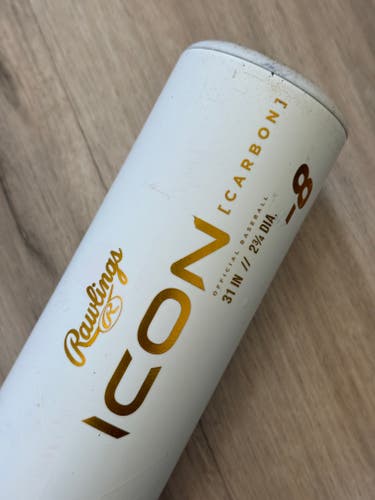 Rawlings
R
ICON [CARBON]
OFFICIAL BASEBALL
31 IN // 2¾ DIA.
-8